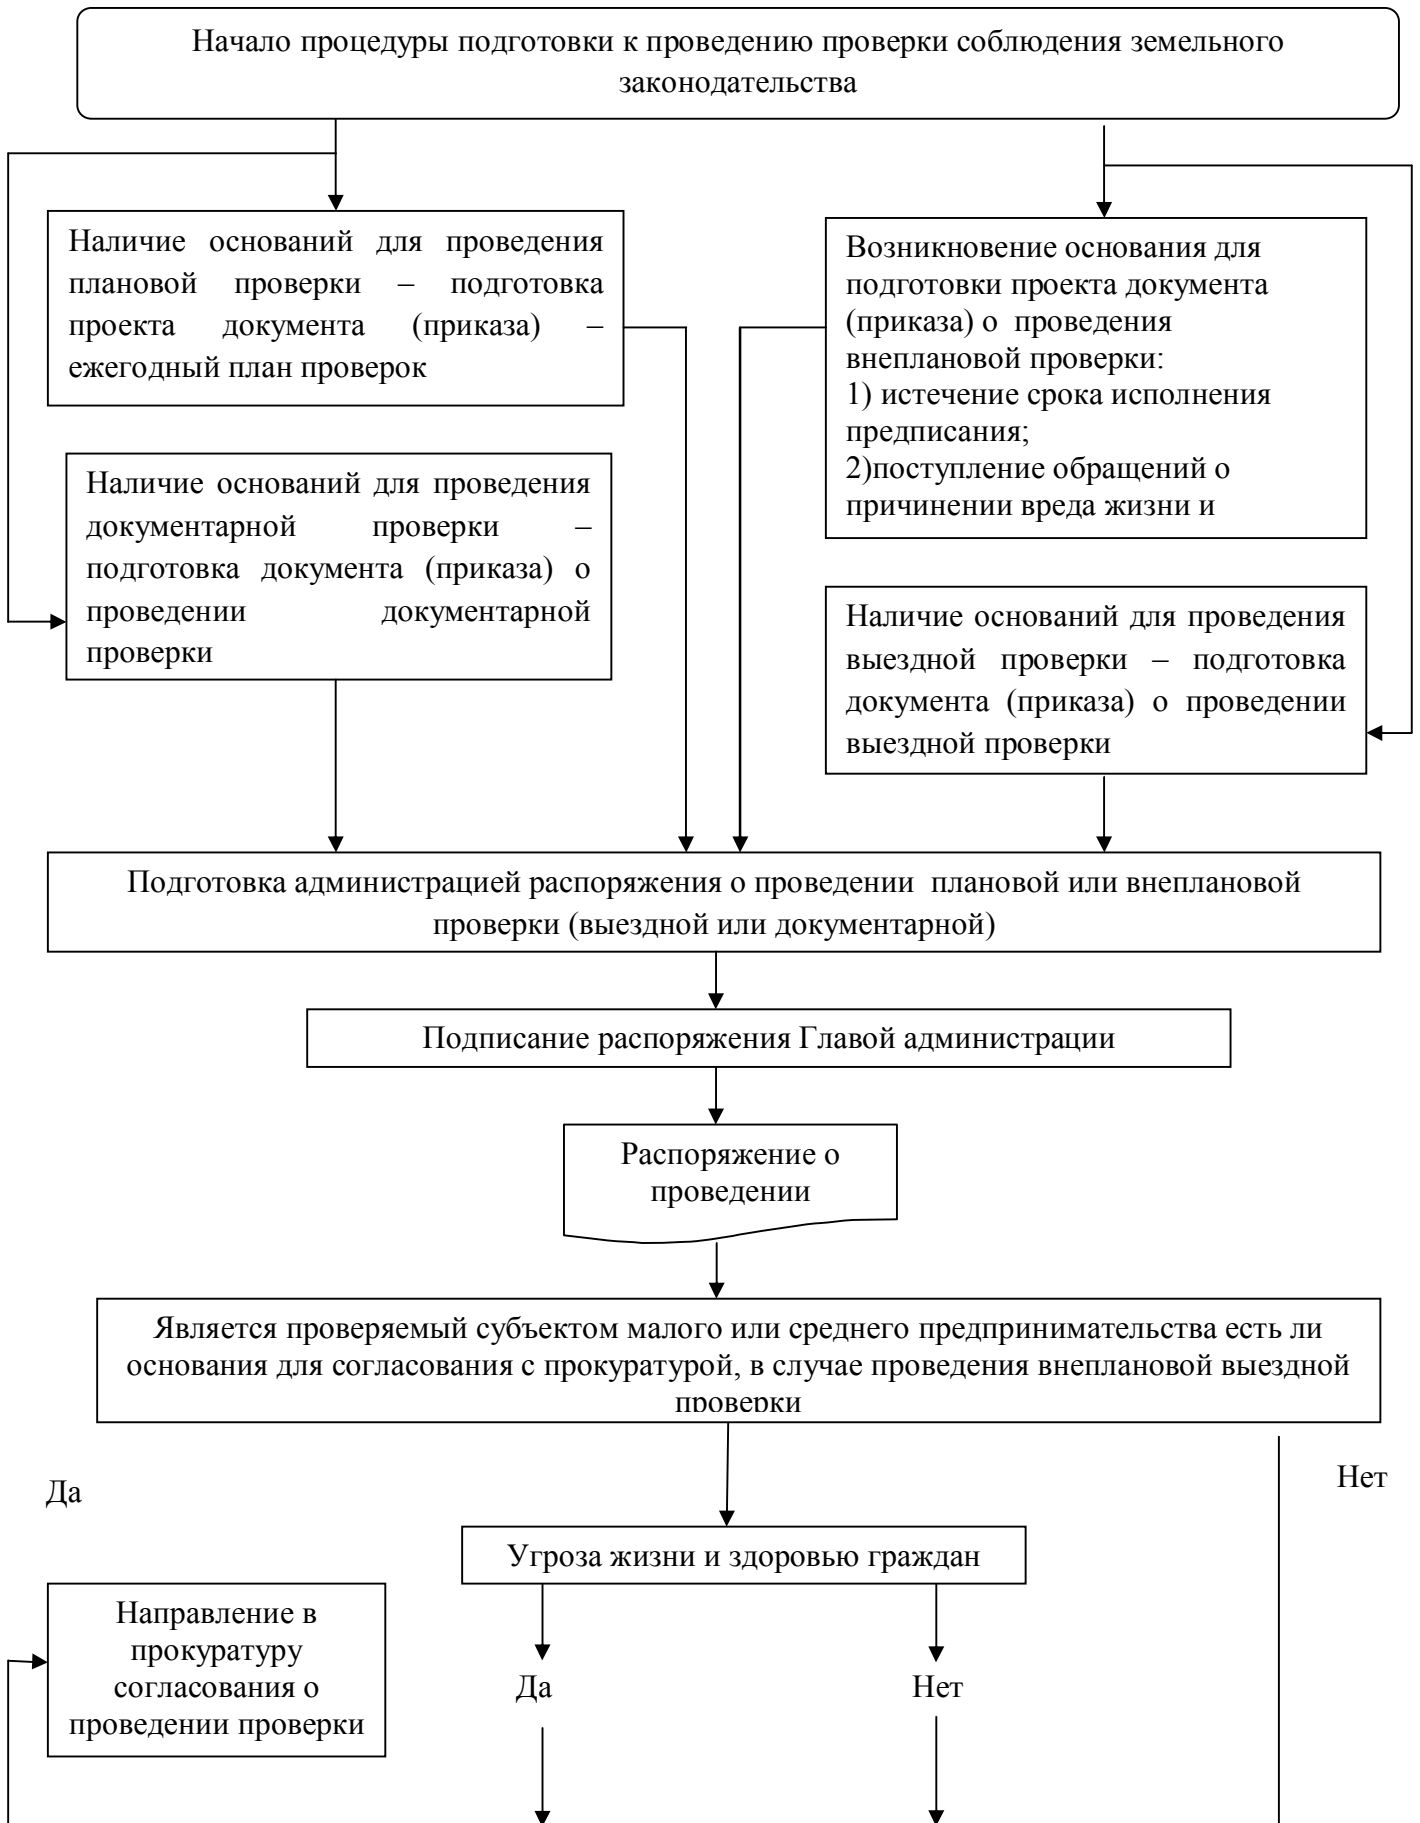 Начало процедуры подготовки к проведению проверки соблюдения земельного
законодательства
Наличие оснований для проведения
плановой проверки – подготовка
проекта документа (приказа) –
ежегодный план проверок
Возникновение основания для
подготовки проекта документа
(приказа) о проведения
внеплановой проверки:
1) истечение срока исполнения
предписания;
2)поступление обращений о
причинении вреда жизни и
Наличие оснований для проведения
документарной проверки –
подготовка документа (приказа) о
проведении документарной
проверки
Наличие оснований для проведения
выездной проверки – подготовка
документа (приказа) о проведении
выездной проверки
Подготовка администрацией распоряжения о проведении плановой или внеплановой
проверки (выездной или документарной)
Подписание распоряжения Главой администрации
Распоряжение о
проведении
Является проверяемый субъектом малого или среднего предпринимательства есть ли
основания для согласования с прокуратурой, в случае проведения внеплановой выездной
проверки
Да
Нет
Угроза жизни и здоровью граждан
Направление в
прокуратуру
согласования о
проведении проверки
Да
Нет